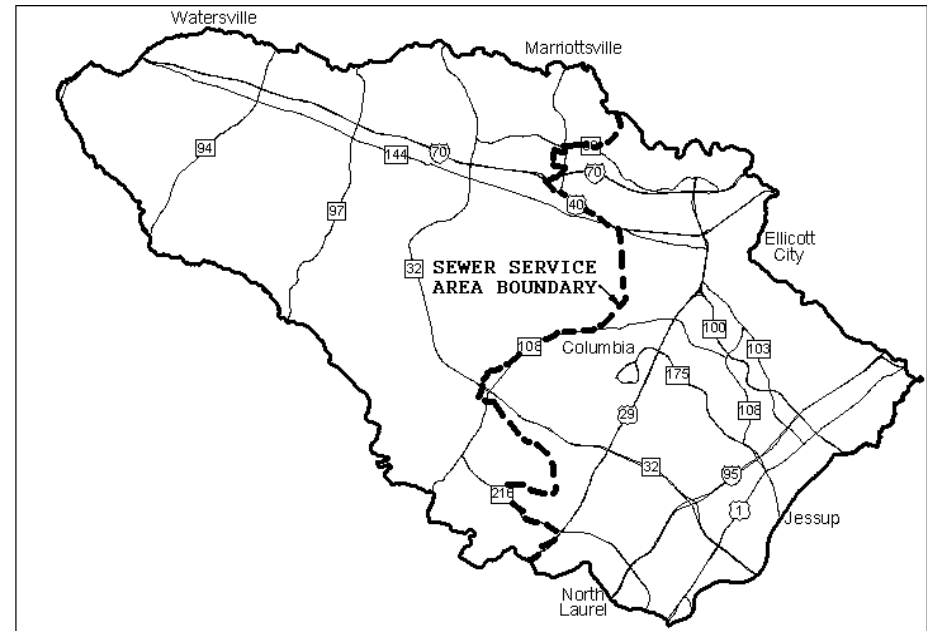 Watersville
Marriottsville
99
94
144
70
70
97
40
Ellicott
City
32
SEWER SERVICE
AREA BOUNDARY
100
108
Columbia
103
175
29
108
32
95
216
1
Jessup
North
Laurel